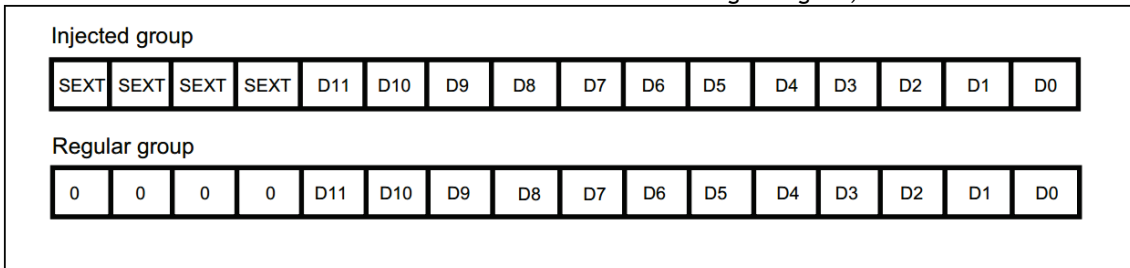 Injected group
SEXT SEXT SEXT SEXT D11 D10 D9 D8 D7 D6 D5 D4 D3 D2 D1 D0
Regular group
0 0 0 0 D11 D10 D9 D8 D7 D6 D5 D4 D3 D2 D1 D0